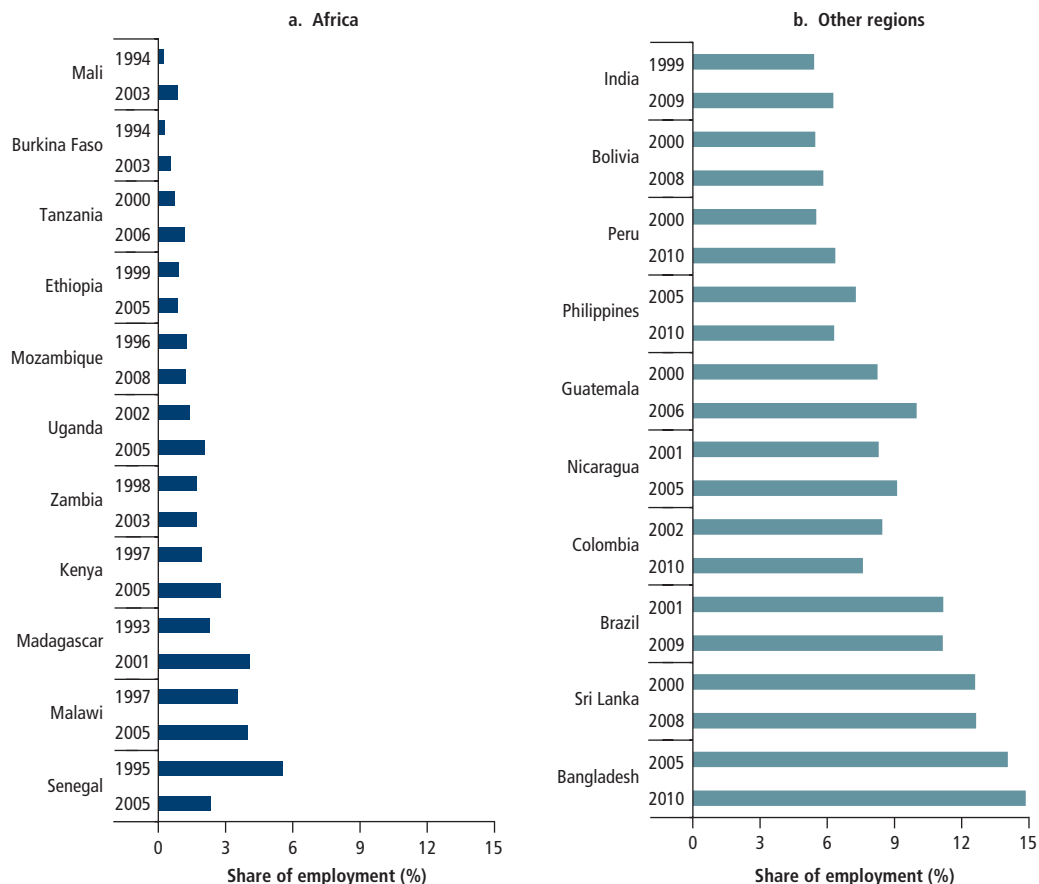 a. Africa
Mali
1994
2003
Burkina Faso
1994
2003
Tanzania
2000
2006
Ethiopia
1999
2005
Mozambique
1996
2008
Uganda
2002
2005
Zambia
1998
2003
Kenya
1997
2005
Madagascar
1993
2001
Malawi
1997
2005
Senegal
1995
2005
0 3 6 9 12 15
Share of employment (%)
b. Other regions
India
1999
2009
Bolivia
2000
2008
Peru
2000
2010
Philippines
2005
2010
Guatemala
2000
2006
Nicaragua
2001
2005
Colombia
2002
2010
Brazil
2001
2009
Sri Lanka
2000
2008
Bangladesh
2005
2010
0 3 6 9 12 15
Share of employment (%)